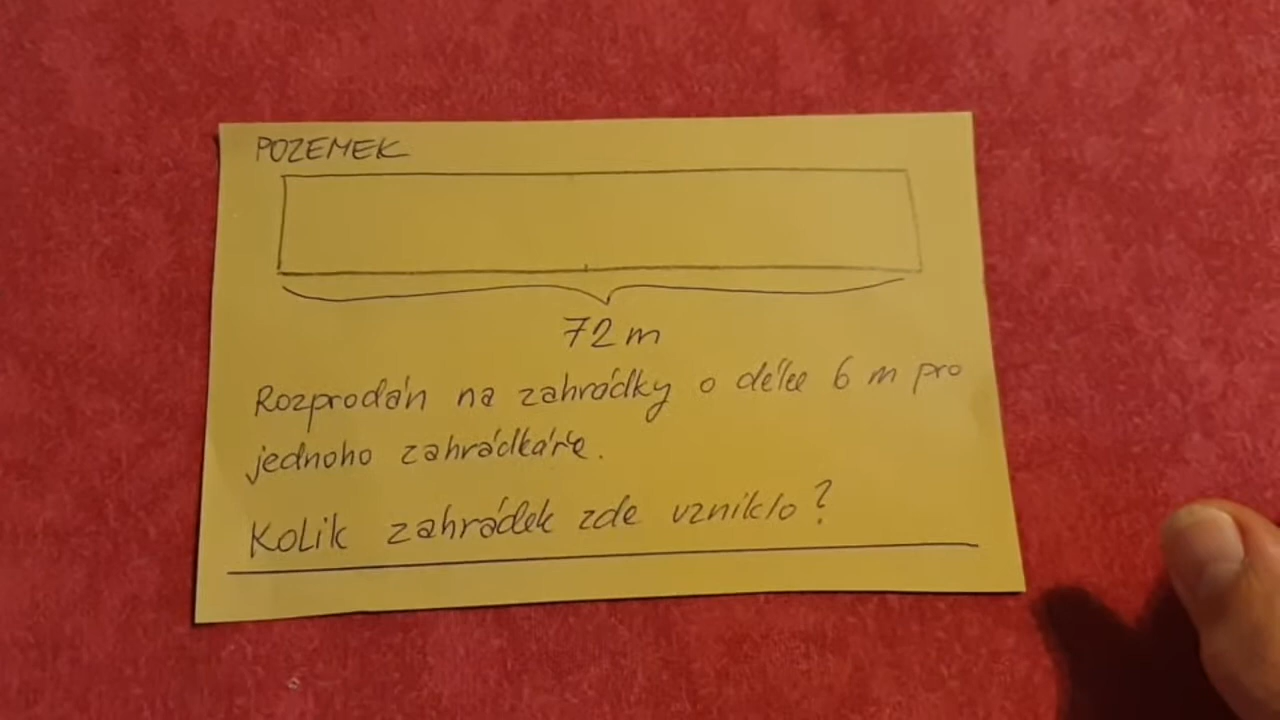 POZEMEK
72 m
Rozprodán na zahrádky o délce 6 m pro
jednoho zahrádkáře.
Kolik zahrádek zde vzniklo?